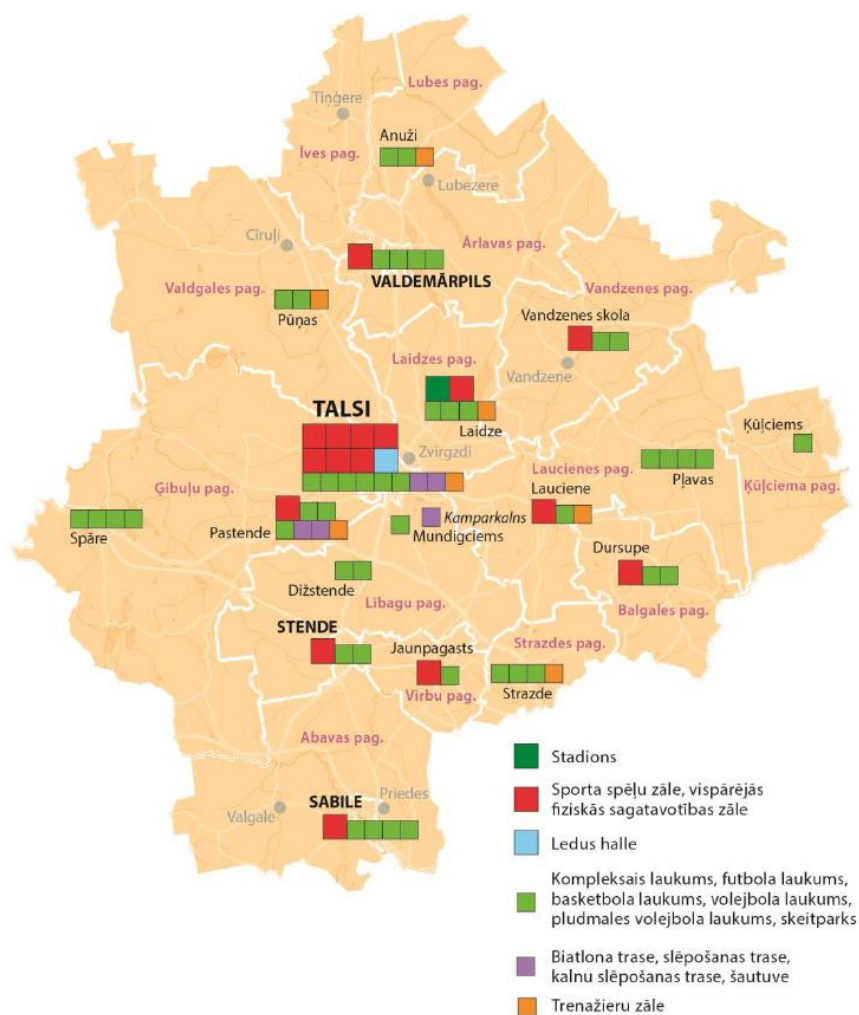 Lubes pag.
Tiņģere
Anuži
Īves pag.
Lubezere
Cīruļi
Ārlavas pag.
VALDEMĀRPILS
Valdgales pag.
Vandzenes pag.
Pūņas
Vandzenes skola
Laidzes pag.
Vandzene
TALSI
Laidze
Ķūļciems
Zvirgzdi
Laucienes pag.
Pļavas
Ģibuļu pag.
Lauciene
Ķūļciema pag.
Kamparkalns
Pastende
Mundigciems
Spāre
Dursupe
Dižstende
Lībagu pag.
Balgales pag.
STENDE
Jaunpagasts
Strazdes pag.
Virbu pag.
Strazde
Abavas pag.
SABILE
Priedes
Valgale
Stadions
Sporta spēļu zāle, vispārējās
fiziskās sagatavotības zāle
Ledus halle
Kompleksais laukums, futbola laukums,
basketbola laukums, volejbola laukums,
pludmales volejbola laukums, skeitparks
Biatlona trase, slēpošanas trase,
kalnu slēpošanas trase, šautuve
Trenažieru zāle